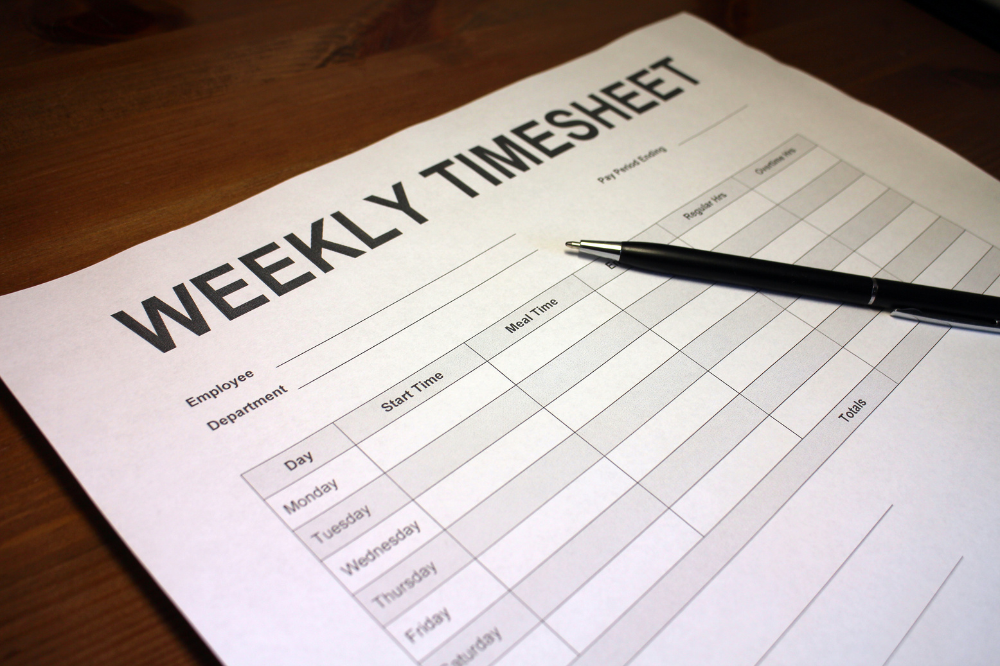 WEEKLY TIMESHEET
Employee
Pay Period Ending
Department
Day Start Time Meal Time Regular Hrs Overtime Hrs
Monday
Tuesday
Wednesday
Thursday
Friday
Saturday
Totals